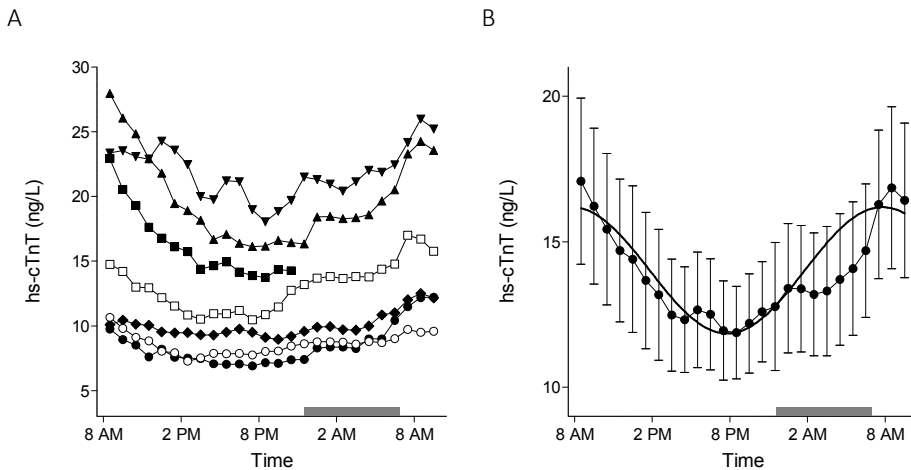 A
B
hs-cTnT (ng/L)
30
25
20
15
10
5
8 AM
2 PM
8 PM
2 AM
8 AM
Time
hs-cTnT (ng/L)
20
15
10
8 AM
2 PM
8 PM
2 AM
8 AM
Time